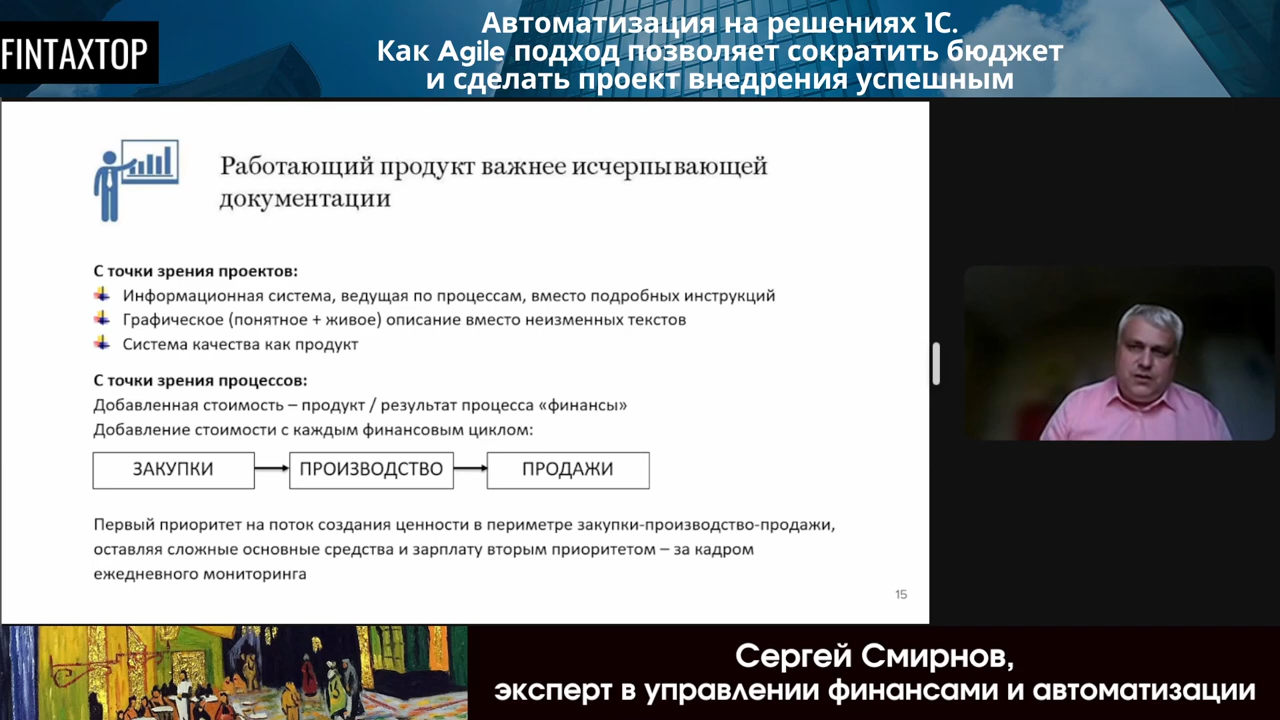 Автоматизация на решениях 1С.
Как Agile подход позволяет сократить бюджет
и сделать проект внедрения успешным
FINTAXTOP
Работающий продукт важнее исчерпывающей
документации
С точки зрения проектов:
Информационная система, ведущая по процессам, вместо подробных инструкций
Графическое (понятное + живое) описание вместо неизменных текстов
Система качества как продукт
С точки зрения процессов:
Добавленная стоимость – продукт / результат процесса «финансы»
Добавление стоимости с каждым финансовым циклом:
ЗАКУПКИ ПРОИЗВОДСТВО ПРОДАЖИ
Первый приоритет на поток создания ценности в периметре закупки-производство-продажи,
оставляя сложные основные средства и зарплату вторым приоритетом – за кадром
ежедневного мониторинга
15
Сергей Смирнов,
эксперт в управлении финансами и автоматизации